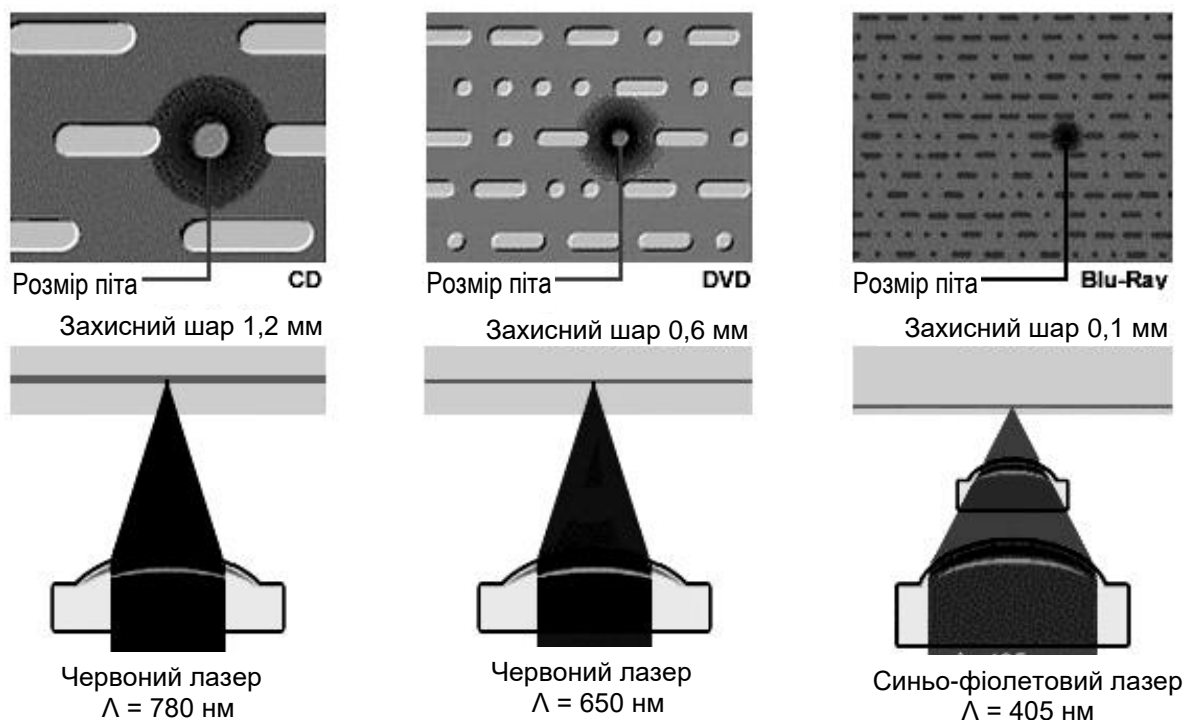 Розмір піта
CD
Розмір піта
DVD
Розмір піта
Blu-Ray
Захисний шар 1,2 мм
Захисний шар 0,6 мм
Захисний шар 0,1 мм
Червоний лазер
Λ = 780 нм
Червоний лазер
Λ = 650 нм
Синьо-фіолетовий лазер
Λ = 405 нм